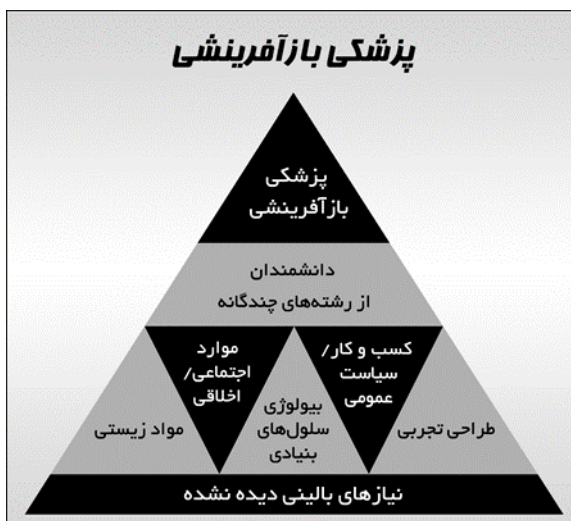 پزشکی بازآفرینشی
پزشکی
بازآفرینشی
دانشمندان
از رشته‌های چندگانه
کسب و کار/
سیاست
عمومی
موارد
اجتماعی/
اخلاقی
طراحی تجربی
بیولوژی
سلول‌های
بنیادی
مواد زیستی
نیازهای بالینی دیده نشده